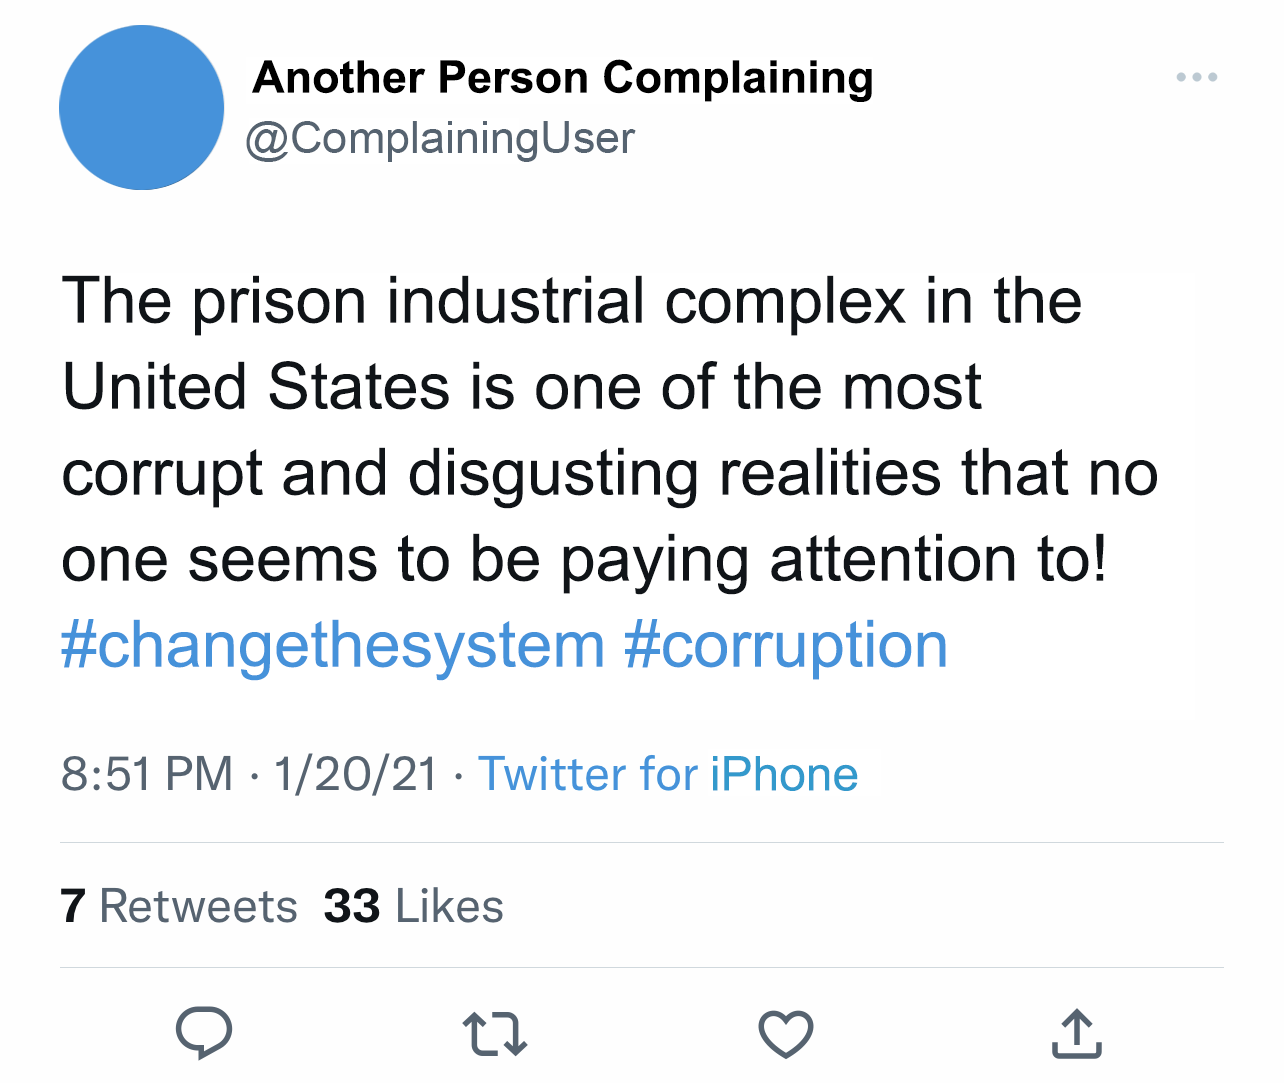 Another Person Complaining
@ComplainingUser
The prison industrial complex in the
United States is one of the most
corrupt and disgusting realities that no
one seems to be paying attention to!
#changethesystem #corruption
8:51 PM · 1/20/21 · Twitter for iPhone
7 Retweets 33 Likes